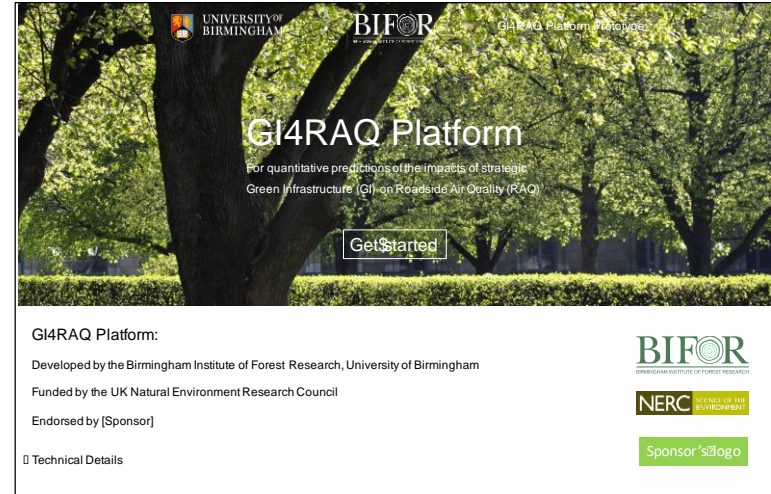 UNIVERSITYOF
BIRMINGHAM
BIFOR
GI4RAQ Platform Prototype
GI4RAQ Platform
For quantitative predictions of the impacts of strategic
Green Infrastructure (GI) on Roadside Air Quality (RAQ)
Get started
GI4RAQ Platform:
Developed by the Birmingham Institute of Forest Research, University of Birmingham
Funded by the UK Natural Environment Research Council
Endorsed by [Sponsor]
Technical Details
BIFOR
BIRMINGHAM INSTITUTE OF FOREST RESEARCH
NERC SCIENCE OF THE
ENVIRONMENT
Sponsor's logo